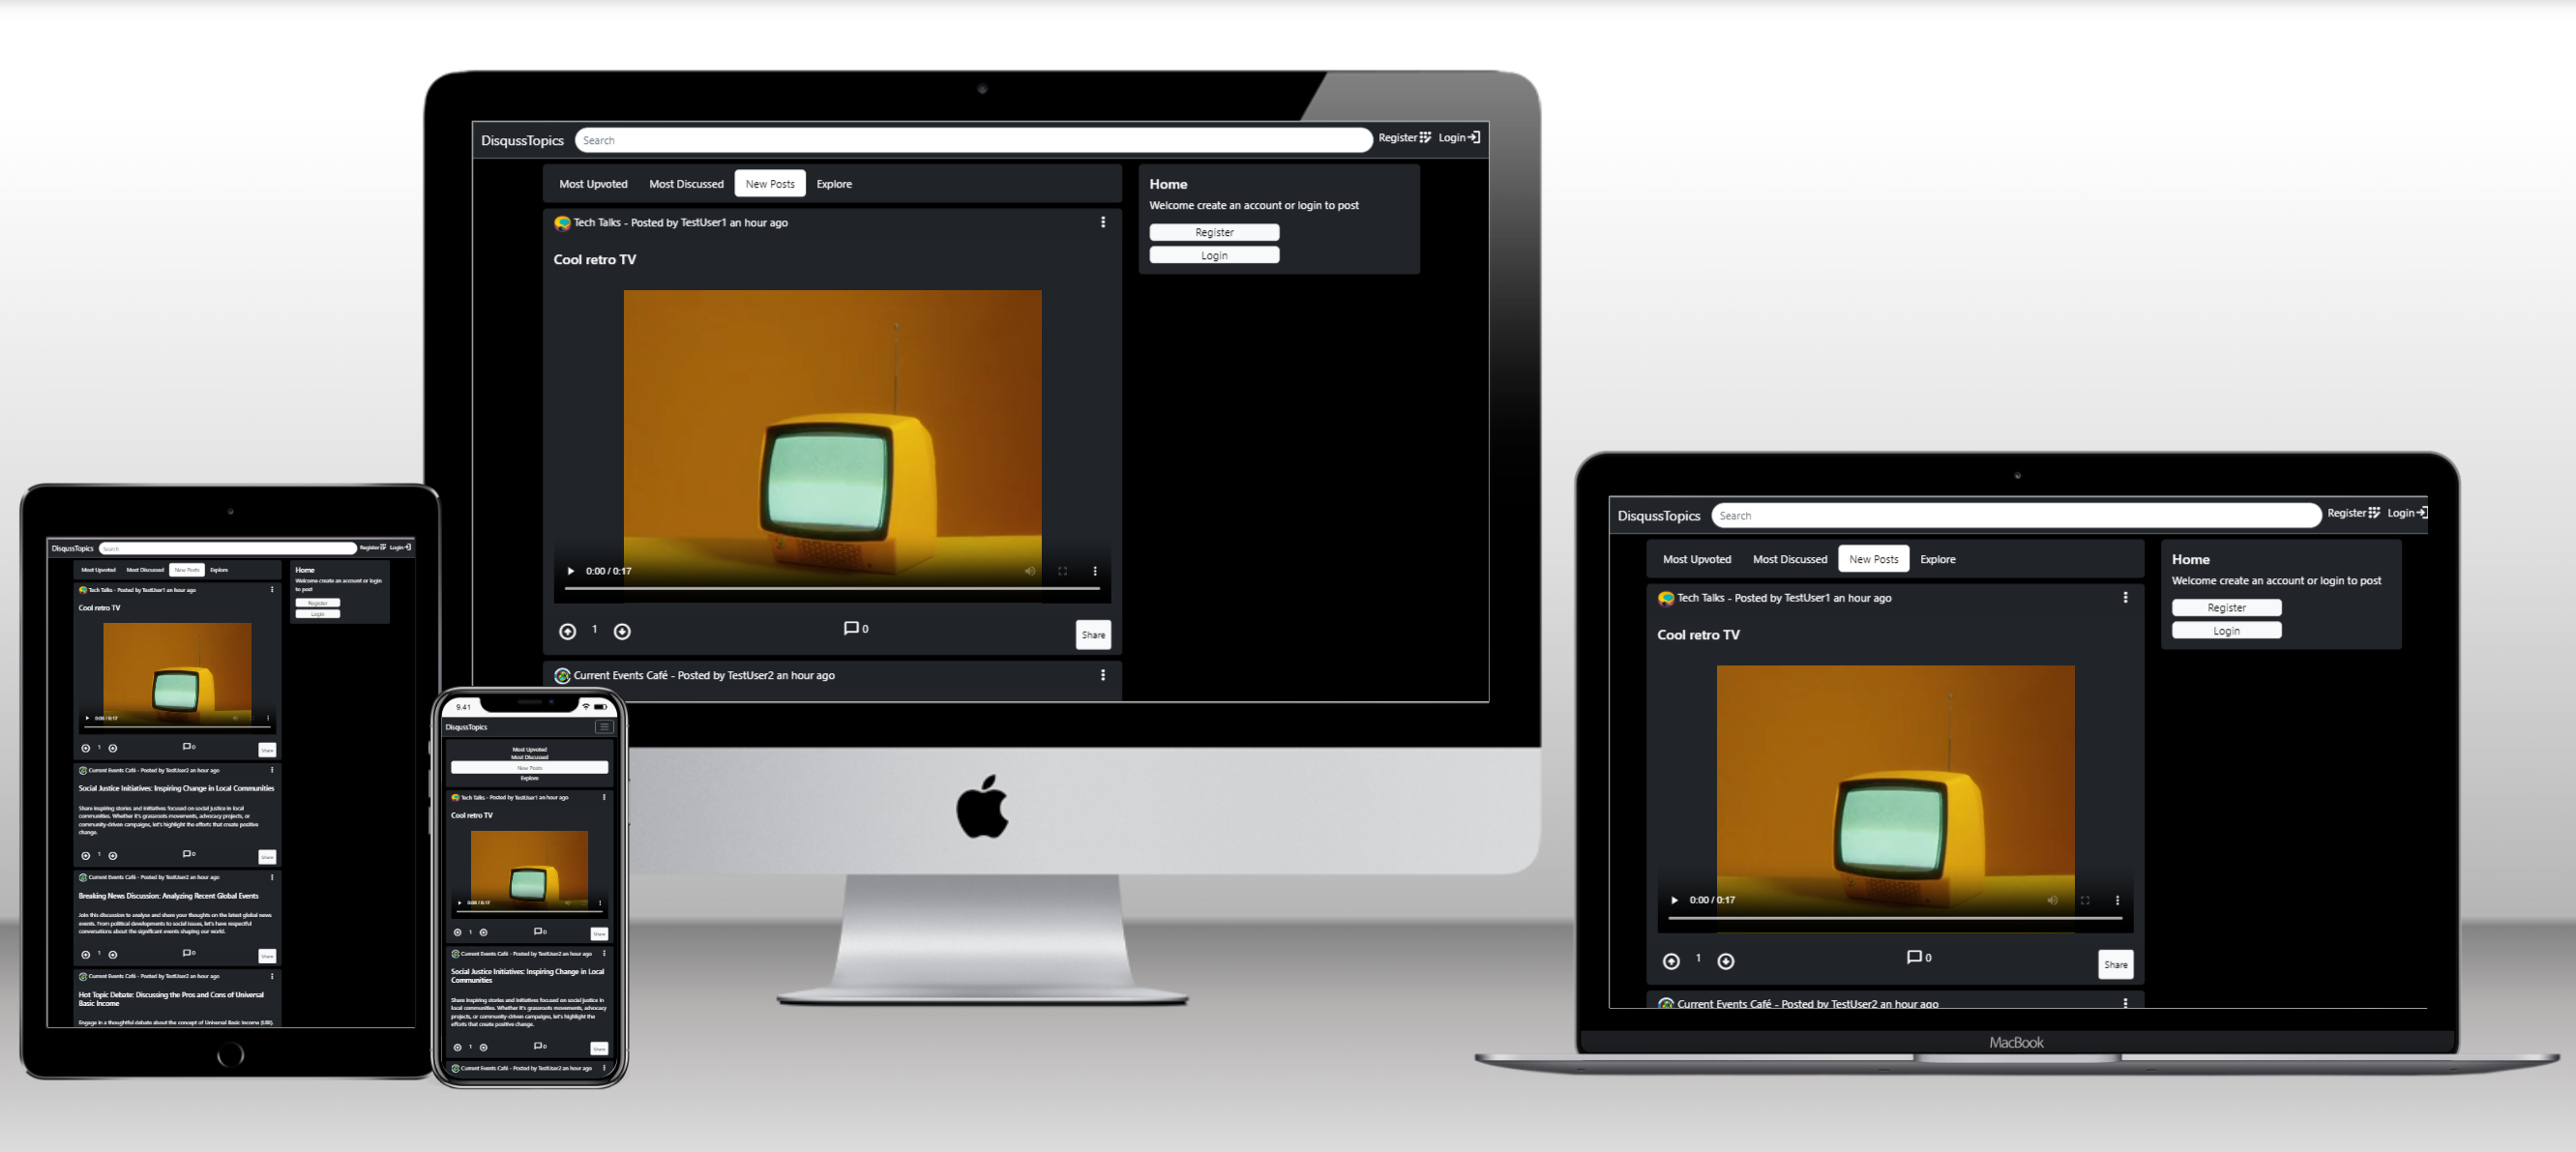 DisqussTopics
Search
Register
Login
Most Upvoted
Most Discussed
New Posts
Explore
Tech Talks - Posted by TestUser1 an hour ago
Cool retro TV
0:00 / 0:17
1
0
Share
Current Events Café - Posted by TestUser2 an hour ago
Home
Welcome create an account or login to post
Register
Login
DisqussTopics
Search
Register
Login
Most Upvoted
Most Discussed
New Posts
Explore
Tech Talks - Posted by TestUser1 an hour ago
Cool retro TV
0:00 / 0:17
1
0
Share
Current Events Café - Posted by TestUser2 an hour ago
Social Justice Initiatives: Inspiring Change in Local Communities
Share inspiring stories and initiatives focused on social justice in local
communities. Whether it's grassroots movements, advocacy projects, or
community-driven campaigns, let's highlight the efforts that create positive
change.
1
0
Share
Current Events Café - Posted by TestUser2 an hour ago
Breaking News Discussion: Analyzing Recent Global Events
Join this discussion to analyse and share your thoughts on the latest global news
events. From political developments to social issues, let's have respectful
conversations about the significant events shaping our world.
1
0
Share
Current Events Café - Posted by TestUser2 an hour ago
Hot Topic Debate: Discussing the Pros and Cons of Universal
Basic Income
Engage in a thoughtful debate about the concept of Universal Basic Income (UBI).
Home
Welcome create an account or login
to post
Register
Login
9.41
DisqussTopics
Most Upvoted
Most Discussed
New Posts
Explore
Tech Talks - Posted by TestUser1 an hour ago
Cool retro TV
0:00 / 0:17
1
0
Share
Current Events Café - Posted by TestUser2 an hour ago
Social Justice Initiatives: Inspiring Change in Local
Communities
Share inspiring stories and initiatives focused on social justice in
local communities. Whether it's grassroots movements, advocacy
projects, or community-driven campaigns, let's highlight the
efforts that create positive change.
1
0
Share
Current Events Café - Posted by TestUser2 an hour ago
DisqussTopics
Search
Register
Login
Most Upvoted
Most Discussed
New Posts
Explore
Tech Talks - Posted by TestUser1 an hour ago
Cool retro TV
0:00 / 0:17
1
0
Share
Current Events Café - Posted by TestUser2 an hour ago
Home
Welcome create an account or login to post
Register
Login
MacBook